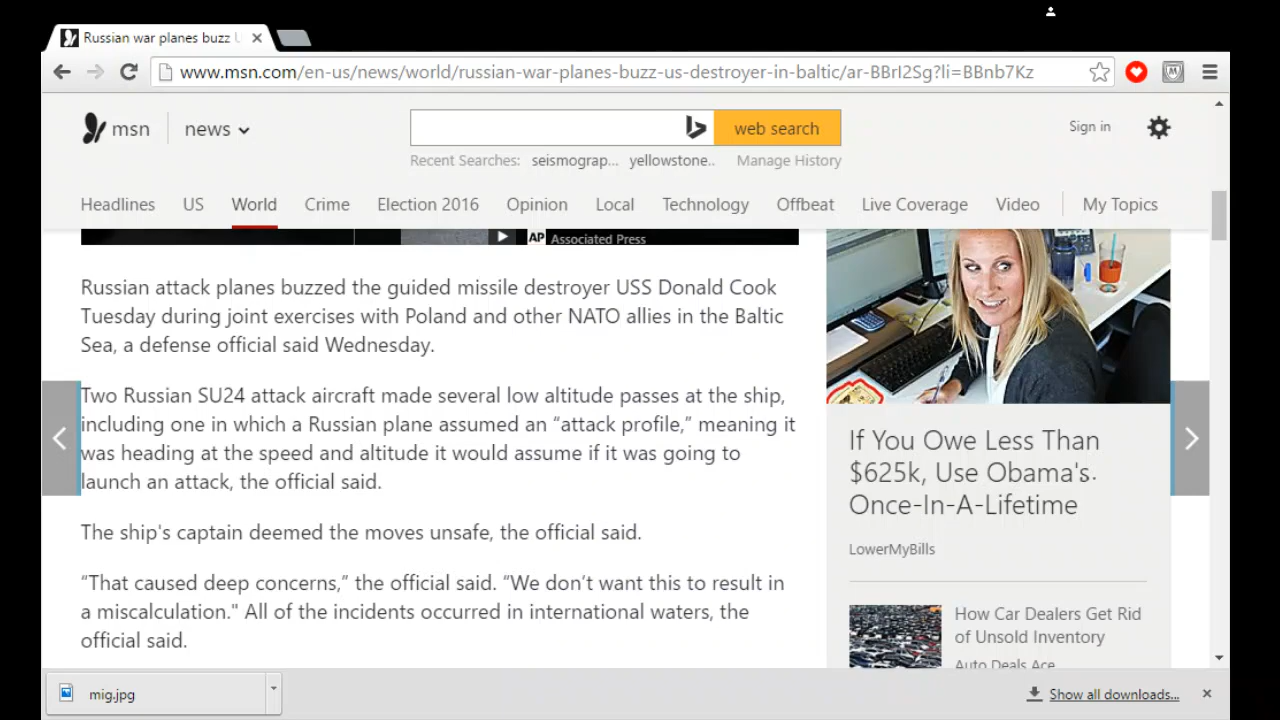 Russian war planes buzz U
www.msn.com/en-us/news/world/russian-war-planes-buzz-us-destroyer-in-baltic/ar-BBrI2Sg?li=BBnb7Kz
msn news
web search
Sign in
Recent Searches: seismograp... yellowstone.. Manage History
Headlines US World Crime Election 2016 Opinion Local Technology Offbeat Live Coverage Video My Topics
AP Associated Press
Russian attack planes buzzed the guided missile destroyer USS Donald Cook
Tuesday during joint exercises with Poland and other NATO allies in the Baltic
Sea, a defense official said Wednesday.
Two Russian SU24 attack aircraft made several low altitude passes at the ship,
including one in which a Russian plane assumed an “attack profile,” meaning it
was heading at the speed and altitude it would assume if it was going to
launch an attack, the official said.
The ship's captain deemed the moves unsafe, the official said.
“That caused deep concerns,” the official said. “We don’t want this to result in
a miscalculation." All of the incidents occurred in international waters, the
official said.
If You Owe Less Than
$625k, Use Obama's
Once-In-A-Lifetime
LowerMyBills
How Car Dealers Get Rid
of Unsold Inventory
Auto Deals Ace
mig.jpg
Show all downloads...